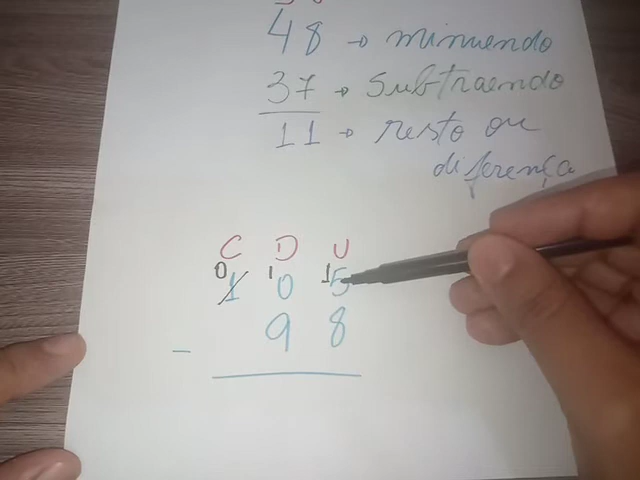 48 → minuendo
37 → subtraendo
11 → resto ou
diferença
C D U
0 1 1
1 0 5
- 9 8